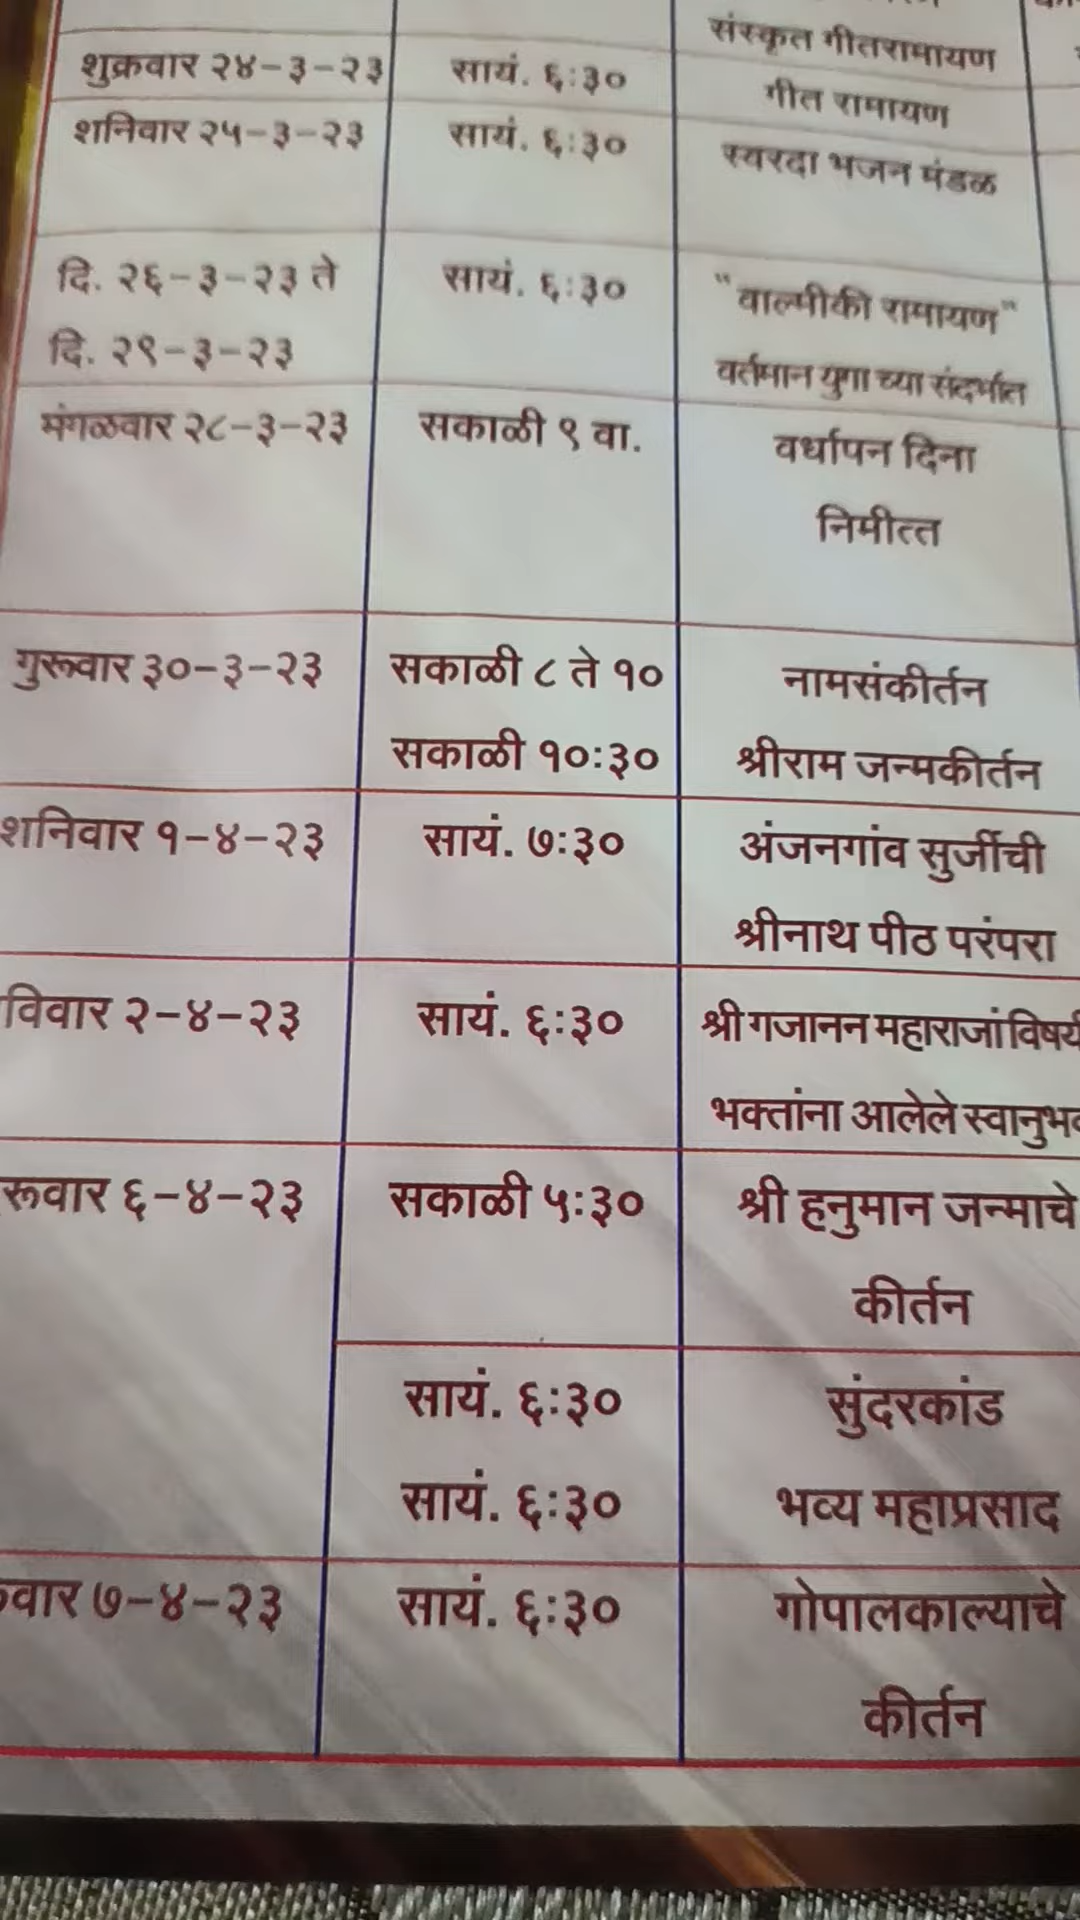 संस्कृत गीतरामायण
शुक्रवार २४-३-२३ सायं. ६:३० गीत रामायण
शनिवार २५-३-२३ सायं. ६:३० स्वरदा भजन मंडळ
दि. २६-३-२३ ते सायं. ६:३० "वाल्मीकी रामायण"
दि. २९-३-२३ वर्तमान युगा च्या संदर्भात
मंगळवार २८-३-२३ सकाळी ९ वा. वर्धापन दिना
निमीत्त
गुरूवार ३०-३-२३ सकाळी ८ ते १० नामसंकीर्तन
सकाळी १०:३० श्रीराम जन्मकीर्तन
शनिवार १-४-२३ सायं. ७:३० अंजनगांव सुर्जीची
श्रीनाथ पीठ परंपरा
विवार २-४-२३ सायं. ६:३० श्री गजानन महाराजांविषयी
भक्तांना आलेले स्वानुभव
रूवार ६-४-२३ सकाळी ५:३० श्री हनुमान जन्माचे
कीर्तन
सायं. ६:३० सुंदरकांड
सायं. ६:३० भव्य महाप्रसाद
वार ७-४-२३ सायं. ६:३० गोपालकाल्याचे
कीर्तन